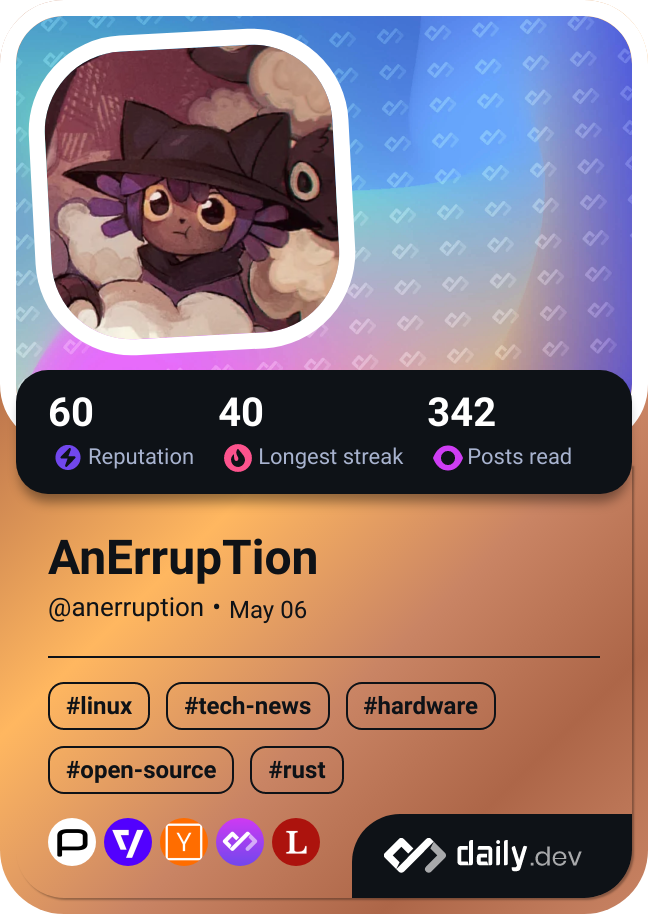 60 40 342
Reputation Longest streak Posts read
AnErrupTion
@anerruption • May 06
#linux #tech-news #hardware
#open-source #rust
P Y L
daily.dev